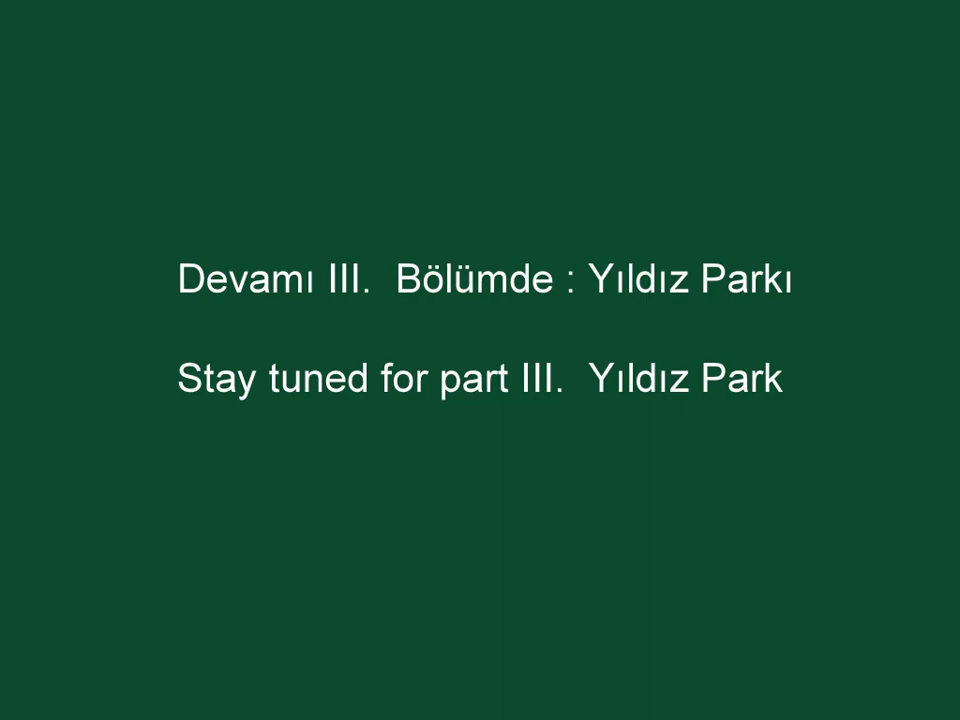 Devamı III.  Bölümde : Yıldız Parkı
Stay tuned for part III.  Yıldız Park